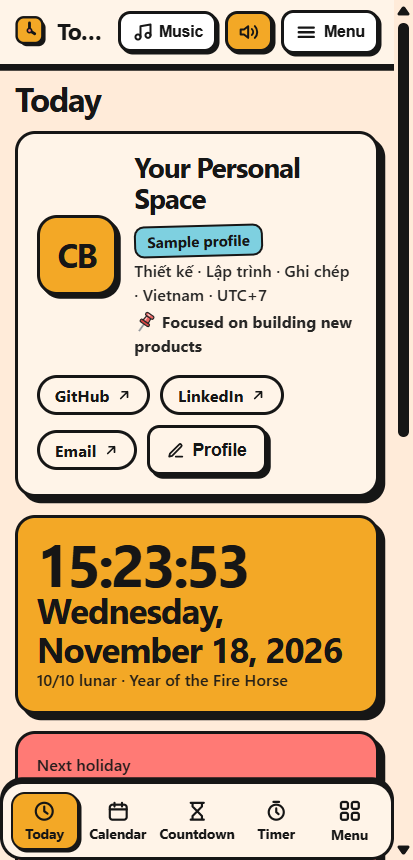 To...
Music
Menu
Today
CB
Your Personal
Space
Sample profile
Thiết kế · Lập trình · Ghi chép
· Vietnam · UTC+7
📌 Focused on building new
products
GitHub ↗
LinkedIn ↗
Email ↗
Profile
15:23:53
Wednesday,
November 18, 2026
10/10 lunar · Year of the Fire Horse
Next holiday
Today
Calendar
Countdown
Timer
Menu